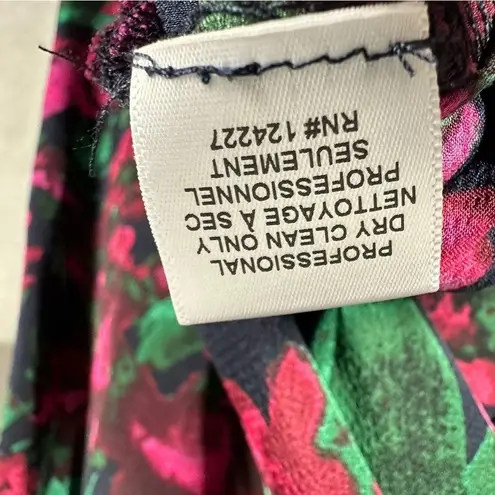 PROFESSIONAL
DRY CLEAN ONLY
NETTOYAGE À SEC
PROFESSIONNEL
SEULEMENT
RN# 124227